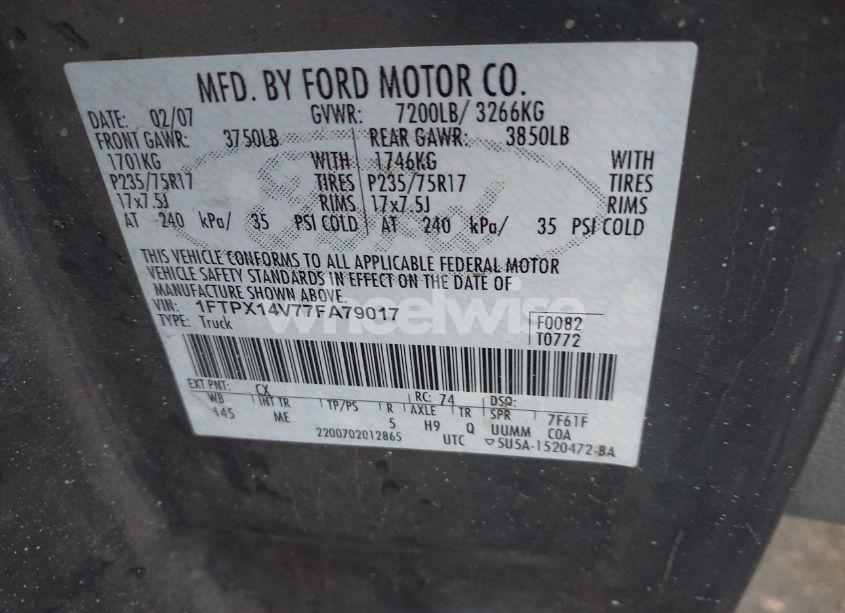 MFD. BY FORD MOTOR CO.
DATE: 02/07 GVWR: 7200LB/ 3266KG
FRONT GAWR: 3750LB REAR GAWR: 3850LB
1701KG WITH 1746KG WITH
P235/75R17 TIRES P235/75R17 TIRES
17x7.5J RIMS 17x7.5J RIMS
AT 240 kPa/ 35 PSI COLD AT 240 kPa/ 35 PSI COLD
THIS VEHICLE CONFORMS TO ALL APPLICABLE FEDERAL MOTOR
VEHICLE SAFETY STANDARDS IN EFFECT ON THE DATE OF
MANUFACTURE SHOWN ABOVE.
VIN: 1FTPX14V77FA79017 F0082
TYPE: Truck T0772
wheelwise
EXT PNT: CX RC: 74 DSO:
WB INT TR TP/PS R AXLE TR SPR 7F61F
145 ME 5 H9 Q UUMM COA
2200702012865 UTC ▽5U5A-1520472-BA
Ford